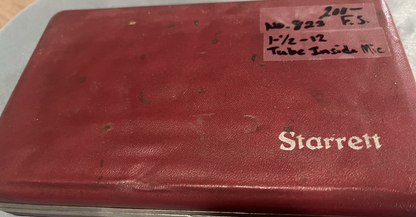 200— F.S.
No. 823
1-1/2-12
Tube Inside Mic
Starrett